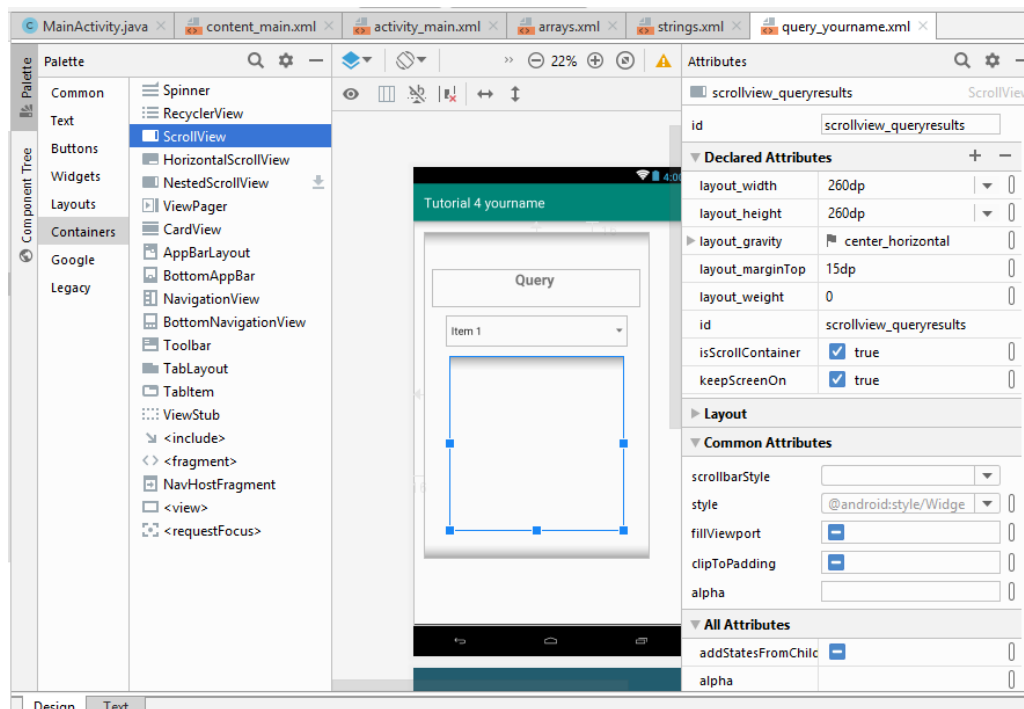 MainActivity.java content_main.xml activity_main.xml arrays.xml strings.xml query_yourname.xml
Palette
Component Tree
Palette
Common
Text
Buttons
Widgets
Layouts
Containers
Google
Legacy
Spinner
RecyclerView
ScrollView
HorizontalScrollView
NestedScrollView
ViewPager
CardView
AppBarLayout
BottomAppBar
NavigationView
BottomNavigationView
Toolbar
TabLayout
TabItem
ViewStub
<include>
<fragment>
NavHostFragment
<view>
<requestFocus>
22%
4:00
Tutorial 4 yourname
Query
Item 1
Attributes
scrollview_queryresults ScrollView
id scrollview_queryresults
Declared Attributes
layout_width 260dp
layout_height 260dp
layout_gravity center_horizontal
layout_marginTop 15dp
layout_weight 0
id scrollview_queryresults
isScrollContainer true
keepScreenOn true
Layout
Common Attributes
scrollbarStyle
style @android:style/Widge
fillViewport
clipToPadding
alpha
All Attributes
addStatesFromChilc
alpha
Design Text